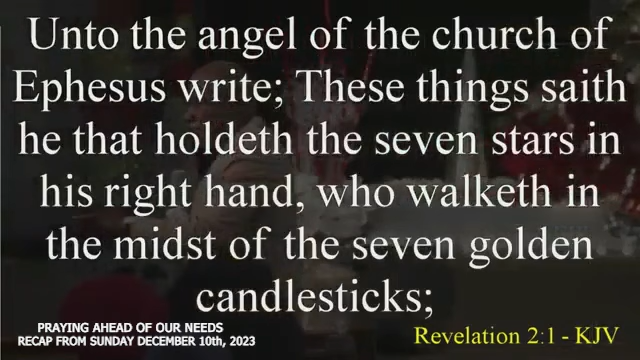 Unto the angel of the church of
Ephesus write; These things saith
he that holdeth the seven stars in
his right hand, who walketh in
the midst of the seven golden
candlesticks;
PRAYING AHEAD OF OUR NEEDS
RECAP FROM SUNDAY DECEMBER 10th, 2023
Revelation 2:1 - KJV